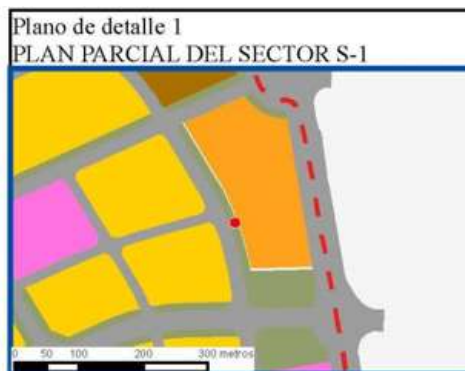 Plano de detalle 1
PLAN PARCIAL DEL SECTOR S-1
0 50 100 200 300 metros